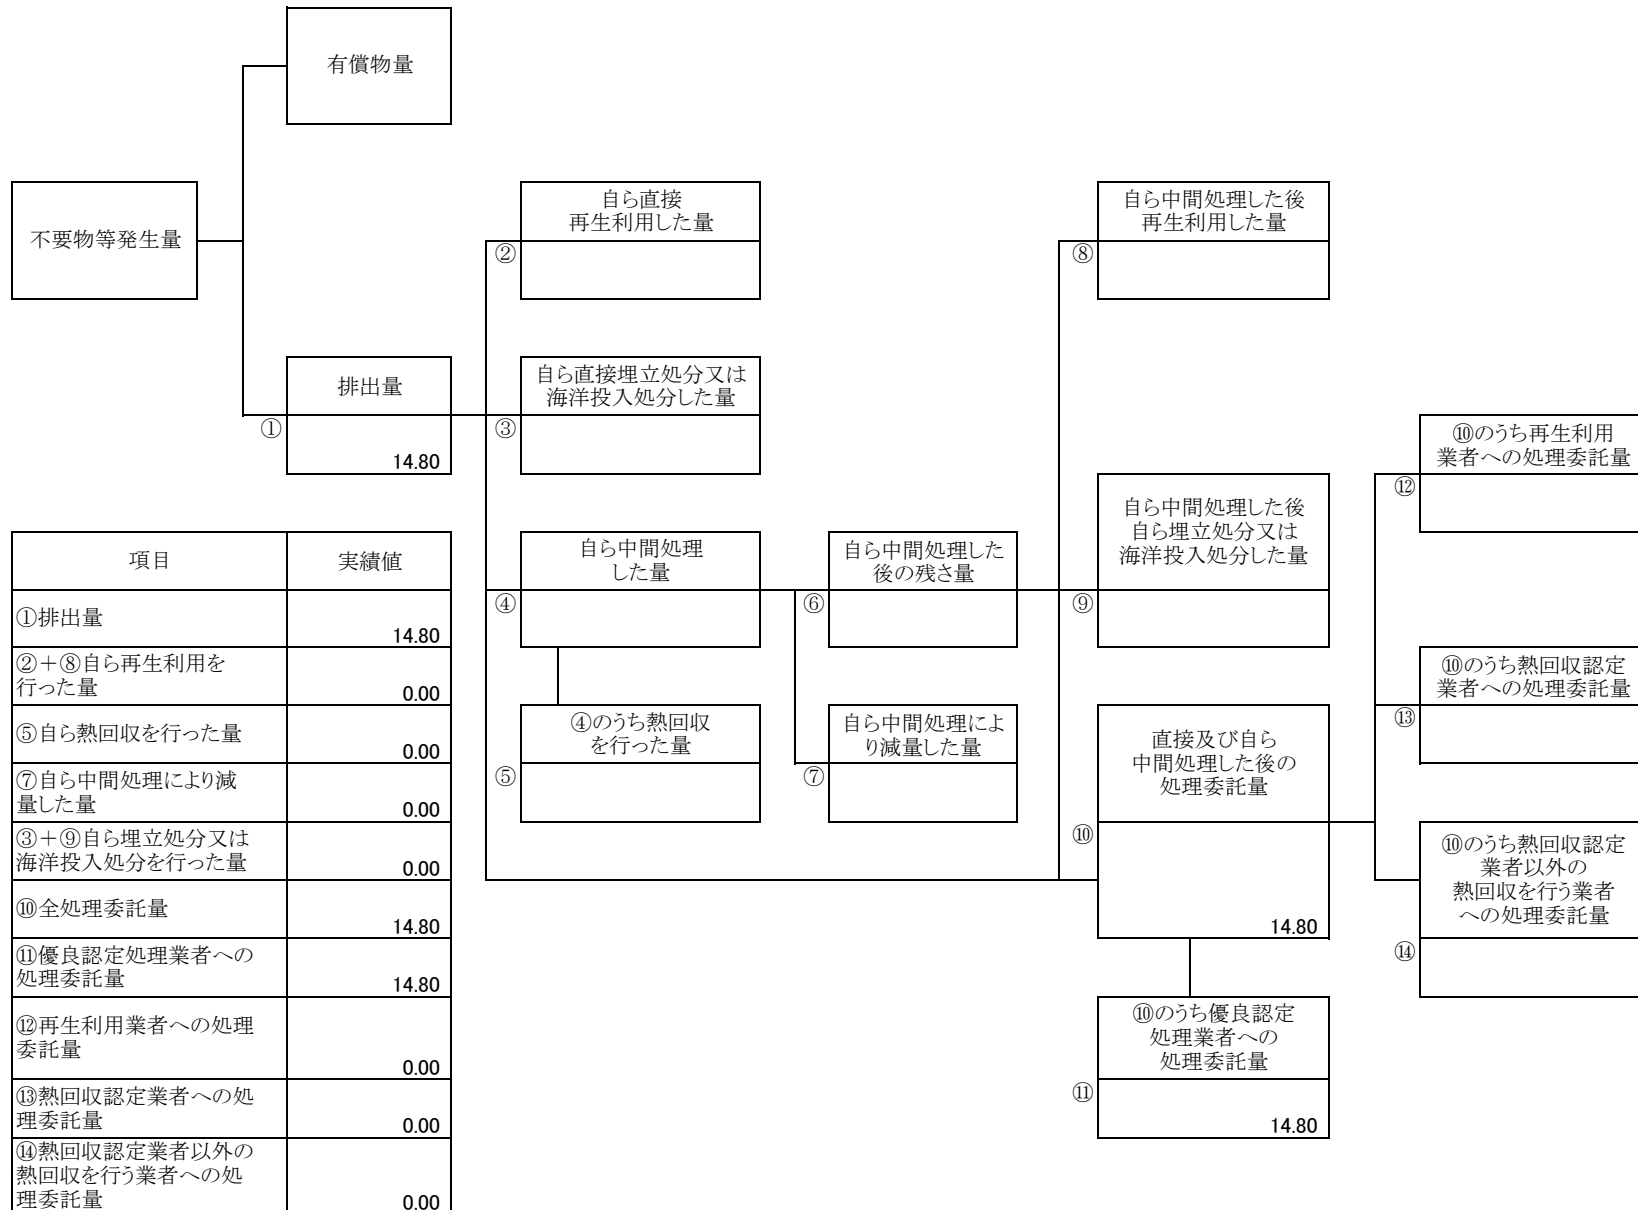 有償物量
不要物等発生量
自ら直接
再生利用した量
②
自ら中間処理した後
再生利用した量
⑧
排出量
①
14.80
自ら直接埋立処分又は
海洋投入処分した量
③
⑩のうち再生利用
業者への処理委託量
⑫
自ら中間処理した後
自ら埋立処分又は
海洋投入処分した量
⑨
自ら中間処理
した量
④
自ら中間処理した
後の残さ量
⑥
④のうち熱回収
を行った量
⑤
自ら中間処理によ
り減量した量
⑦
直接及び自ら
中間処理した後の
処理委託量
⑩
14.80
⑩のうち熱回収認定
業者への処理委託量
⑬
⑩のうち熱回収認定
業者以外の
熱回収を行う業者
への処理委託量
⑭
⑩のうち優良認定
処理業者への
処理委託量
⑪
14.80
項目 実績値
①排出量
14.80
②＋⑧自ら再生利用を
行った量
0.00
⑤自ら熱回収を行った量
0.00
⑦自ら中間処理により減
量した量
0.00
③＋⑨自ら埋立処分又は
海洋投入処分を行った量
0.00
⑩全処理委託量
14.80
⑪優良認定処理業者への
処理委託量
14.80
⑫再生利用業者への処理
委託量
0.00
⑬熱回収認定業者への処
理委託量
0.00
⑭熱回収認定業者以外の
熱回収を行う業者への処
理委託量
0.00